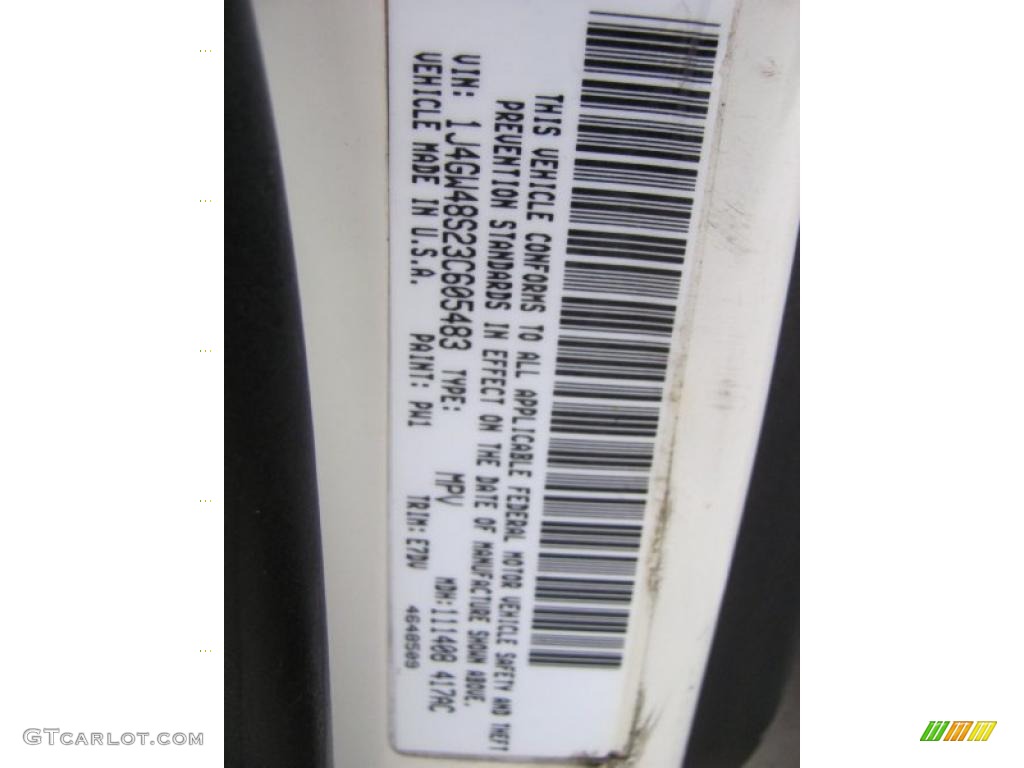 THIS VEHICLE CONFORMS TO ALL APPLICABLE FEDERAL MOTOR VEHICLE SAFETY AND THEFT
PREVENTION STANDARDS IN EFFECT ON THE DATE OF MANUFACTURE SHOWN ABOVE.
VIN: 1J4GW48S23C605483 TYPE: MPV MDH:111408 417AC
VEHICLE MADE IN U.S.A. PAINT: PW1 TRIM: E7DV 4648509
GTcarlot.com